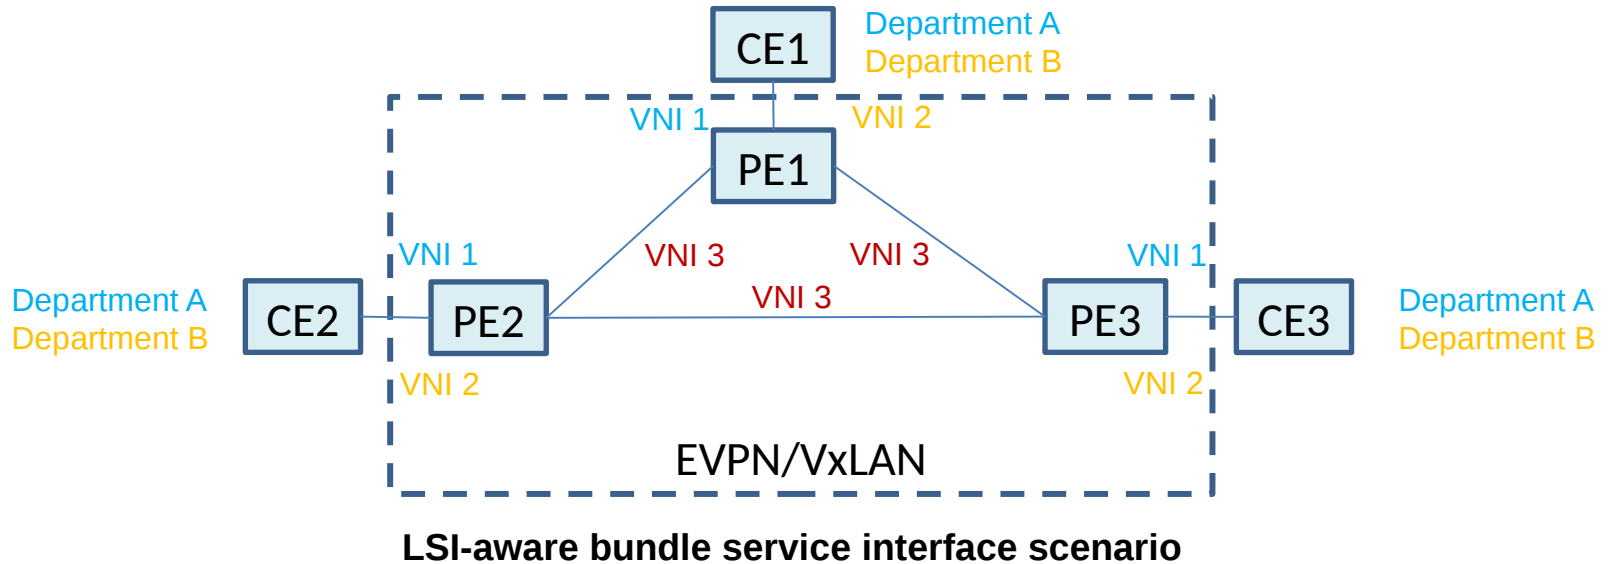 CE1
Department A
Department B
VNI 1
VNI 2
PE1
VNI 1
VNI 3
VNI 3
VNI 1
VNI 3
Department A
Department B
CE2
PE2
PE3
CE3
Department A
Department B
VNI 2
VNI 2
EVPN/VxLAN
LSI-aware bundle service interface scenario